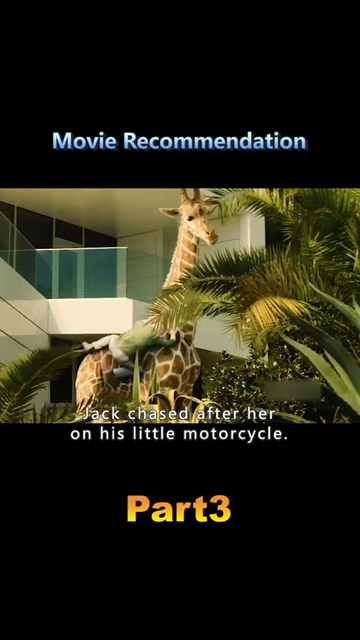 Movie Recommendation
Jack chased after her
on his little motorcycle.
Part3